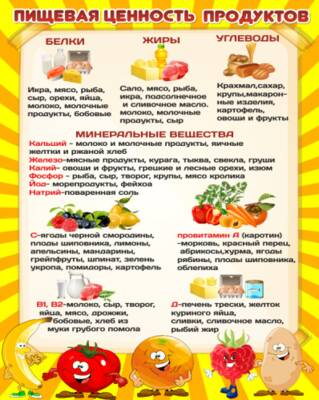 ПИЩЕВАЯ ЦЕННОСТЬ ПРОДУКТОВ
БЕЛКИ
Икра, мясо, рыба,
сыр, орехи, яйца,
молоко, молочные
продукты, бобовые
ЖИРЫ
Сало, мясо, рыба,
икра, подсолнечное
и сливочное масло.
молоко, молочные
продукты, сыр
УГЛЕВОДЫ
Крахмал,сахар,
крупы,макарон-
ные изделия,
картофель,
овощи и фрукты
МИНЕРАЛЬНЫЕ ВЕЩЕСТВА
Кальций - молоко и молочные продукты, яичные
желтки и ржаной хлеб
Железо-мясные продукты, курага, тыква, свекла, груши
Калий- овощи и фрукты, грецкие и лесные орехи, изюм
Фосфор - рыба, сыр, творог, крупы, мясо кролика
Йод- морепродукты, фейхоа
Натрий-поваренная соль
С-ягоды черной смородины,
плоды шиповника, лимоны,
апельсины, мандарины,
грейпфруты, шпинат, зелень
укропа, помидоры, картофель
провитамин А (каротин)
-морковь, красный перец,
абрикосы,хурма, ягоды
рябины, плоды шиповника,
облепиха
В1, В2-молоко, сыр, творог,
яйца, мясо, дрожжи,
бобовые, хлеб из
муки грубого помола
Д-печень трески, желток
куриного яйца,
сливки, сливочное масло,
рыбий жир